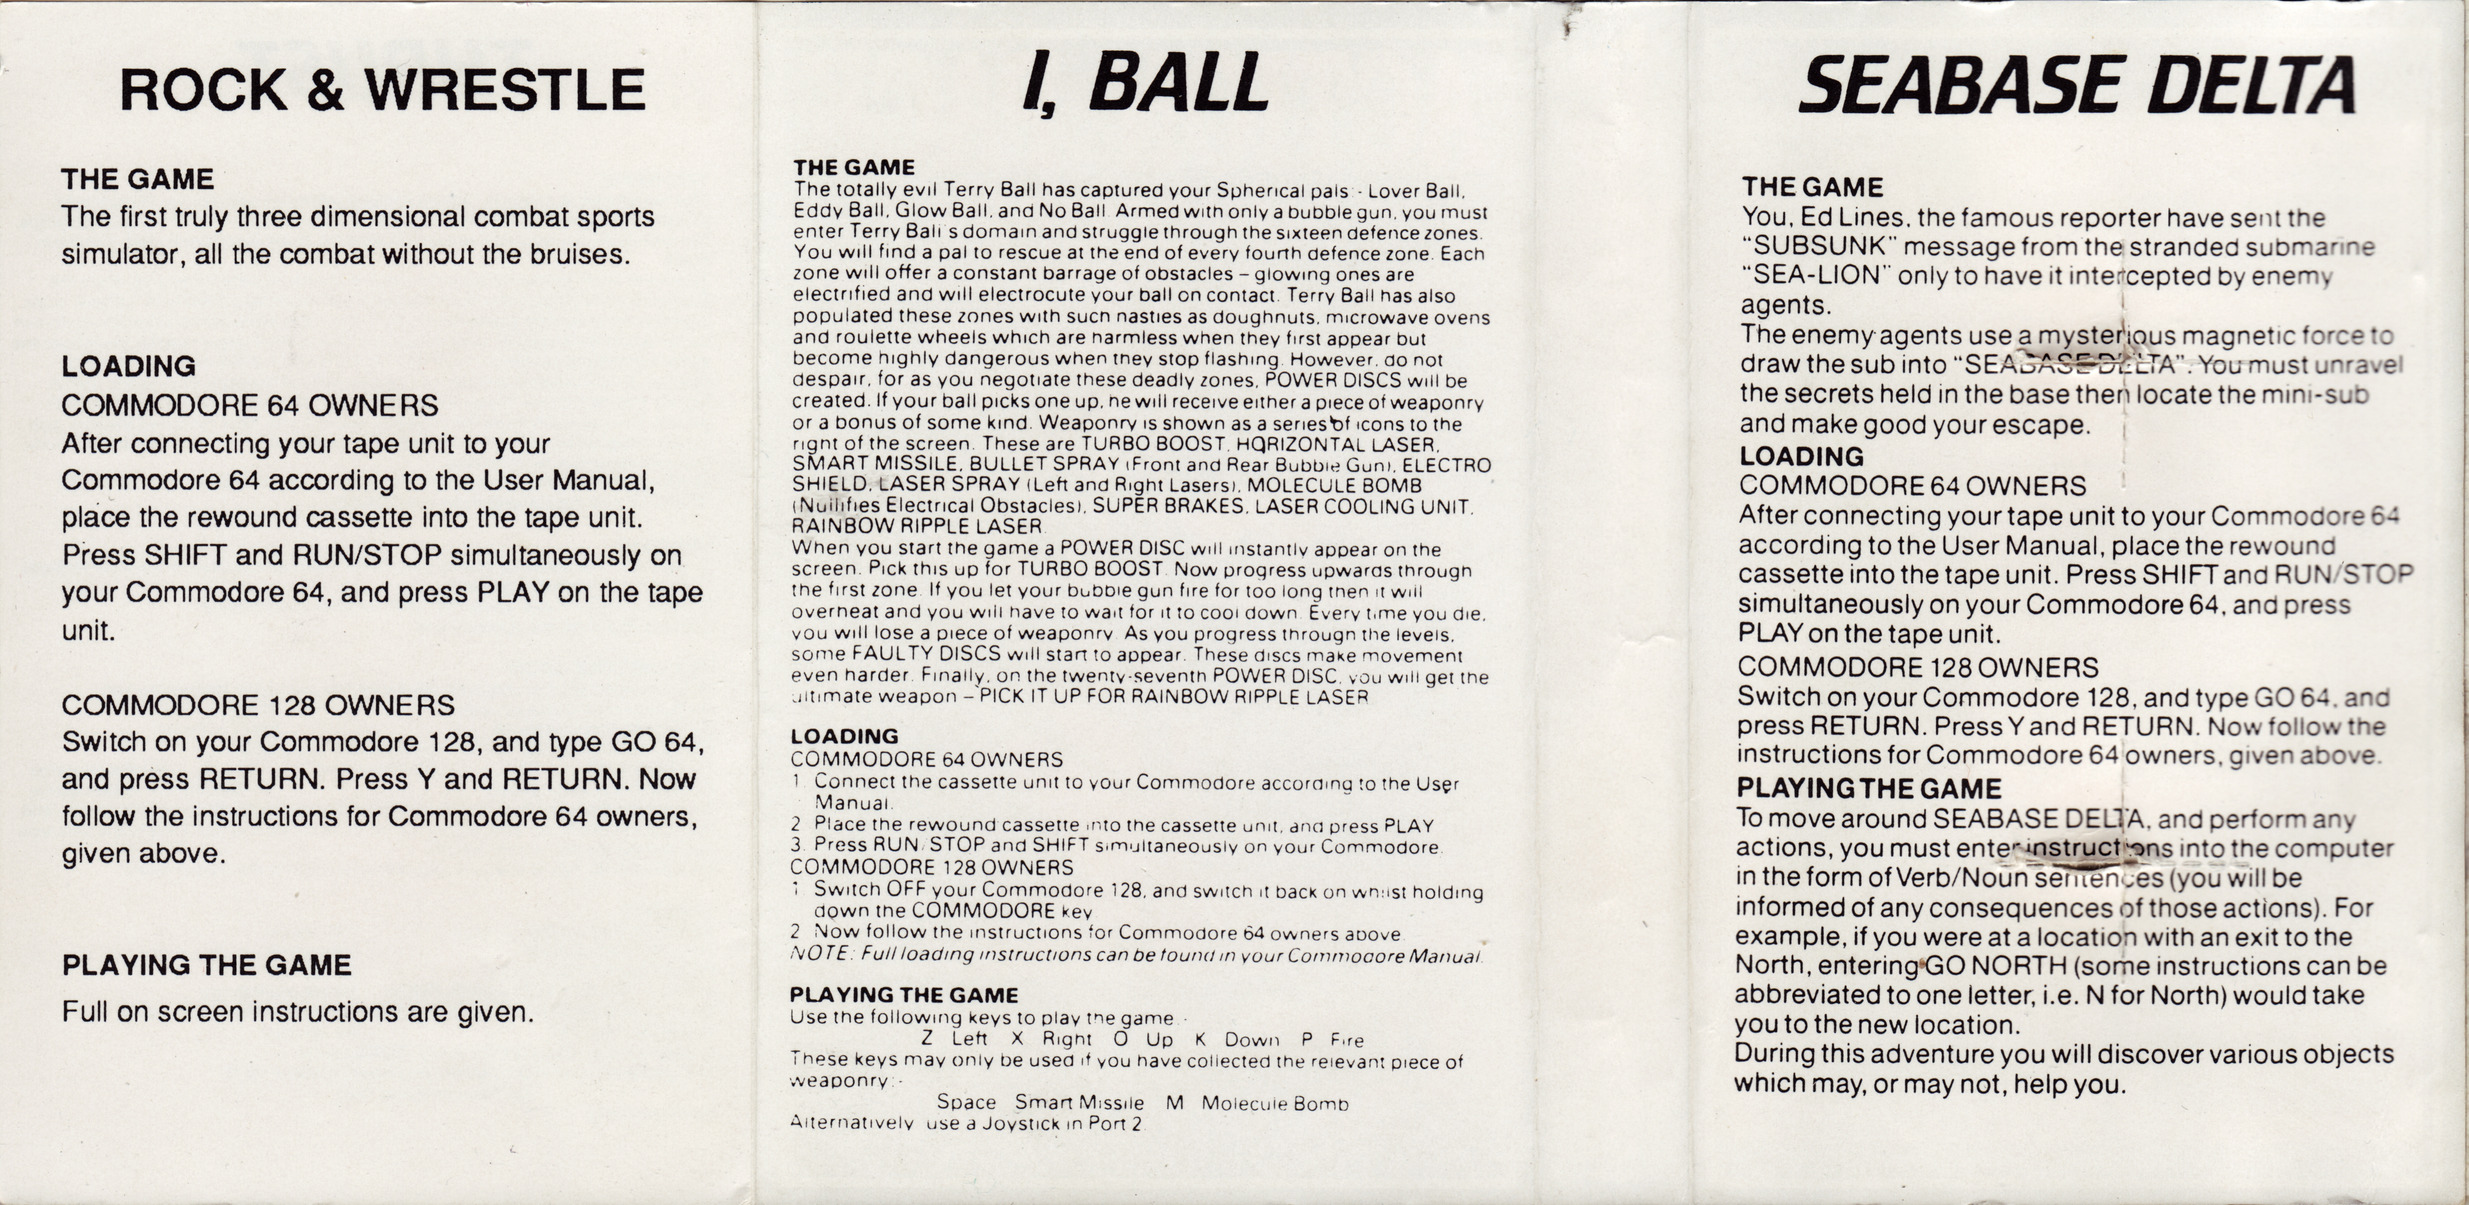 ROCK & WRESTLE
THE GAME
The first truly three dimensional combat sports
simulator, all the combat without the bruises.
LOADING
COMMODORE 64 OWNERS
After connecting your tape unit to your
Commodore 64 according to the User Manual,
place the rewound cassette into the tape unit.
Press SHIFT and RUN/STOP simultaneously on
your Commodore 64, and press PLAY on the tape
unit.
COMMODORE 128 OWNERS
Switch on your Commodore 128, and type GO 64,
and press RETURN. Press Y and RETURN. Now
follow the instructions for Commodore 64 owners,
given above.
PLAYING THE GAME
Full on screen instructions are given.
I, BALL
THE GAME
The totally evil Terry Ball has captured your Spherical pals:- Lover Ball,
Eddy Ball, Glow Ball, and No Ball. Armed with only a bubble gun, you must
enter Terry Ball's domain and struggle through the sixteen defence zones.
You will find a pal to rescue at the end of every fourth defence zone. Each
zone will offer a constant barrage of obstacles – glowing ones are
electrified and will electrocute your ball on contact. Terry Ball has also
populated these zones with such nasties as doughnuts, microwave ovens
and roulette wheels which are harmless when they first appear but
become highly dangerous when they stop flashing. However, do not
despair, for as you negotiate these deadly zones, POWER DISCS will be
created. If your ball picks one up, he will receive either a piece of weaponry
or a bonus of some kind. Weaponry is shown as a series of icons to the
right of the screen. These are TURBO BOOST, HORIZONTAL LASER,
SMART MISSILE, BULLET SPRAY (Front and Rear Bubble Gun), ELECTRO
SHIELD, LASER SPRAY (Left and Right Lasers), MOLECULE BOMB
(Nullifies Electrical Obstacles), SUPER BRAKES, LASER COOLING UNIT,
RAINBOW RIPPLE LASER.
When you start the game a POWER DISC will instantly appear on the
screen. Pick this up for TURBO BOOST. Now progress upwards through
the first zone. If you let your bubble gun fire for too long then it will
overheat and you will have to wait for it to cool down. Every time you die,
you will lose a piece of weaponry. As you progress through the levels,
some FAULTY DISCS will start to appear. These discs make movement
even harder. Finally, on the twenty-seventh POWER DISC, you will get the
ultimate weapon – PICK IT UP FOR RAINBOW RIPPLE LASER
LOADING
COMMODORE 64 OWNERS
1 Connect the cassette unit to your Commodore according to the User
Manual.
2 Place the rewound cassette into the cassette unit, and press PLAY
3. Press RUN/STOP and SHIFT simultaneously on your Commodore.
COMMODORE 128 OWNERS
1 Switch OFF your Commodore 128, and switch it back on whilst holding
down the COMMODORE key
2 Now follow the instructions for Commodore 64 owners above.
NOTE: Full loading instructions can be found in your Commodore Manual.
PLAYING THE GAME
Use the following keys to play the game:-
Z Left X Right O Up K Down P Fire
These keys may only be used if you have collected the relevant piece of
weaponry:-
Space Smart Missile M Molecule Bomb
Alternatively use a Joystick in Port 2
SEABASE DELTA
THE GAME
You, Ed Lines, the famous reporter have sent the
“SUBSUNK” message from the stranded submarine
“SEA-LION” only to have it intercepted by enemy
agents.
The enemy agents use a mysterious magnetic force to
draw the sub into “SEABASE DELTA”. You must unravel
the secrets held in the base then locate the mini-sub
and make good your escape.
LOADING
COMMODORE 64 OWNERS
After connecting your tape unit to your Commodore 64
according to the User Manual, place the rewound
cassette into the tape unit. Press SHIFT and RUN/STOP
simultaneously on your Commodore 64, and press
PLAY on the tape unit.
COMMODORE 128 OWNERS
Switch on your Commodore 128, and type GO 64, and
press RETURN. Press Y and RETURN. Now follow the
instructions for Commodore 64 owners, given above.
PLAYING THE GAME
To move around SEABASE DELTA, and perform any
actions, you must enter instructions into the computer
in the form of Verb/Noun sentences (you will be
informed of any consequences of those actions). For
example, if you were at a location with an exit to the
North, entering GO NORTH (some instructions can be
abbreviated to one letter, i.e. N for North) would take
you to the new location.
During this adventure you will discover various objects
which may, or may not, help you.